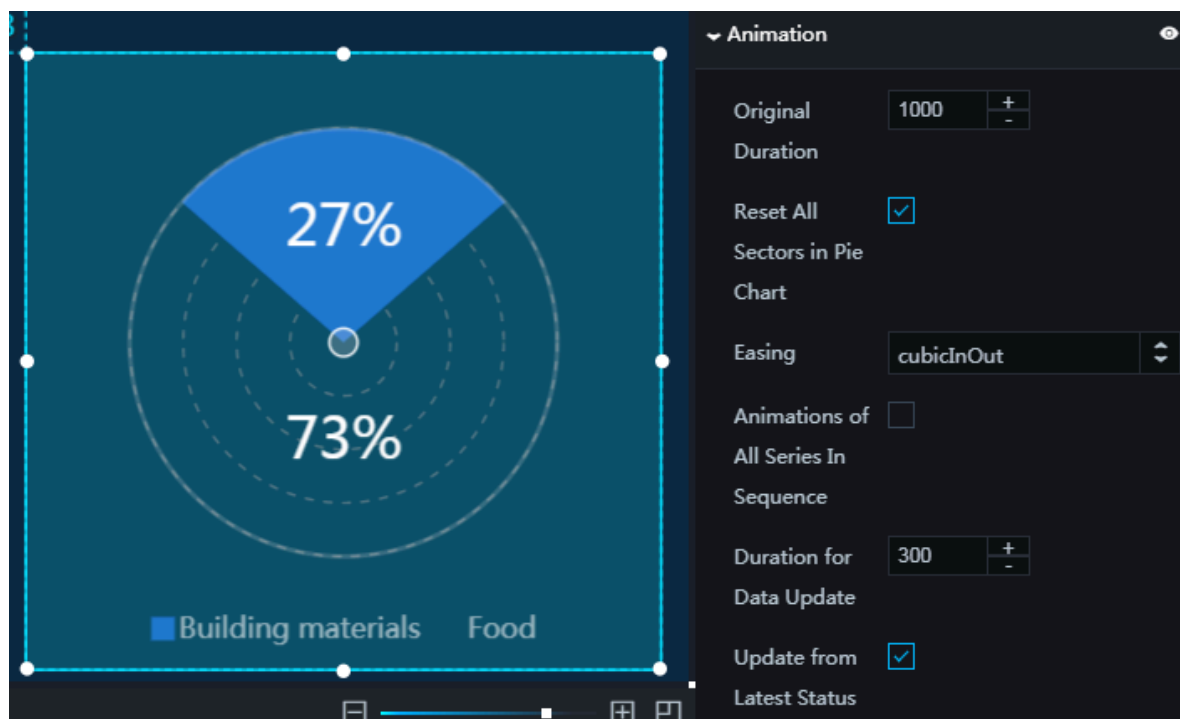 27%
73%
Building materials Food
Animation
Original 1000 + -
Duration
Reset All
Sectors in Pie
Chart
Easing cubicInOut
Animations of
All Series In
Sequence
Duration for 300 + -
Data Update
Update from
Latest Status